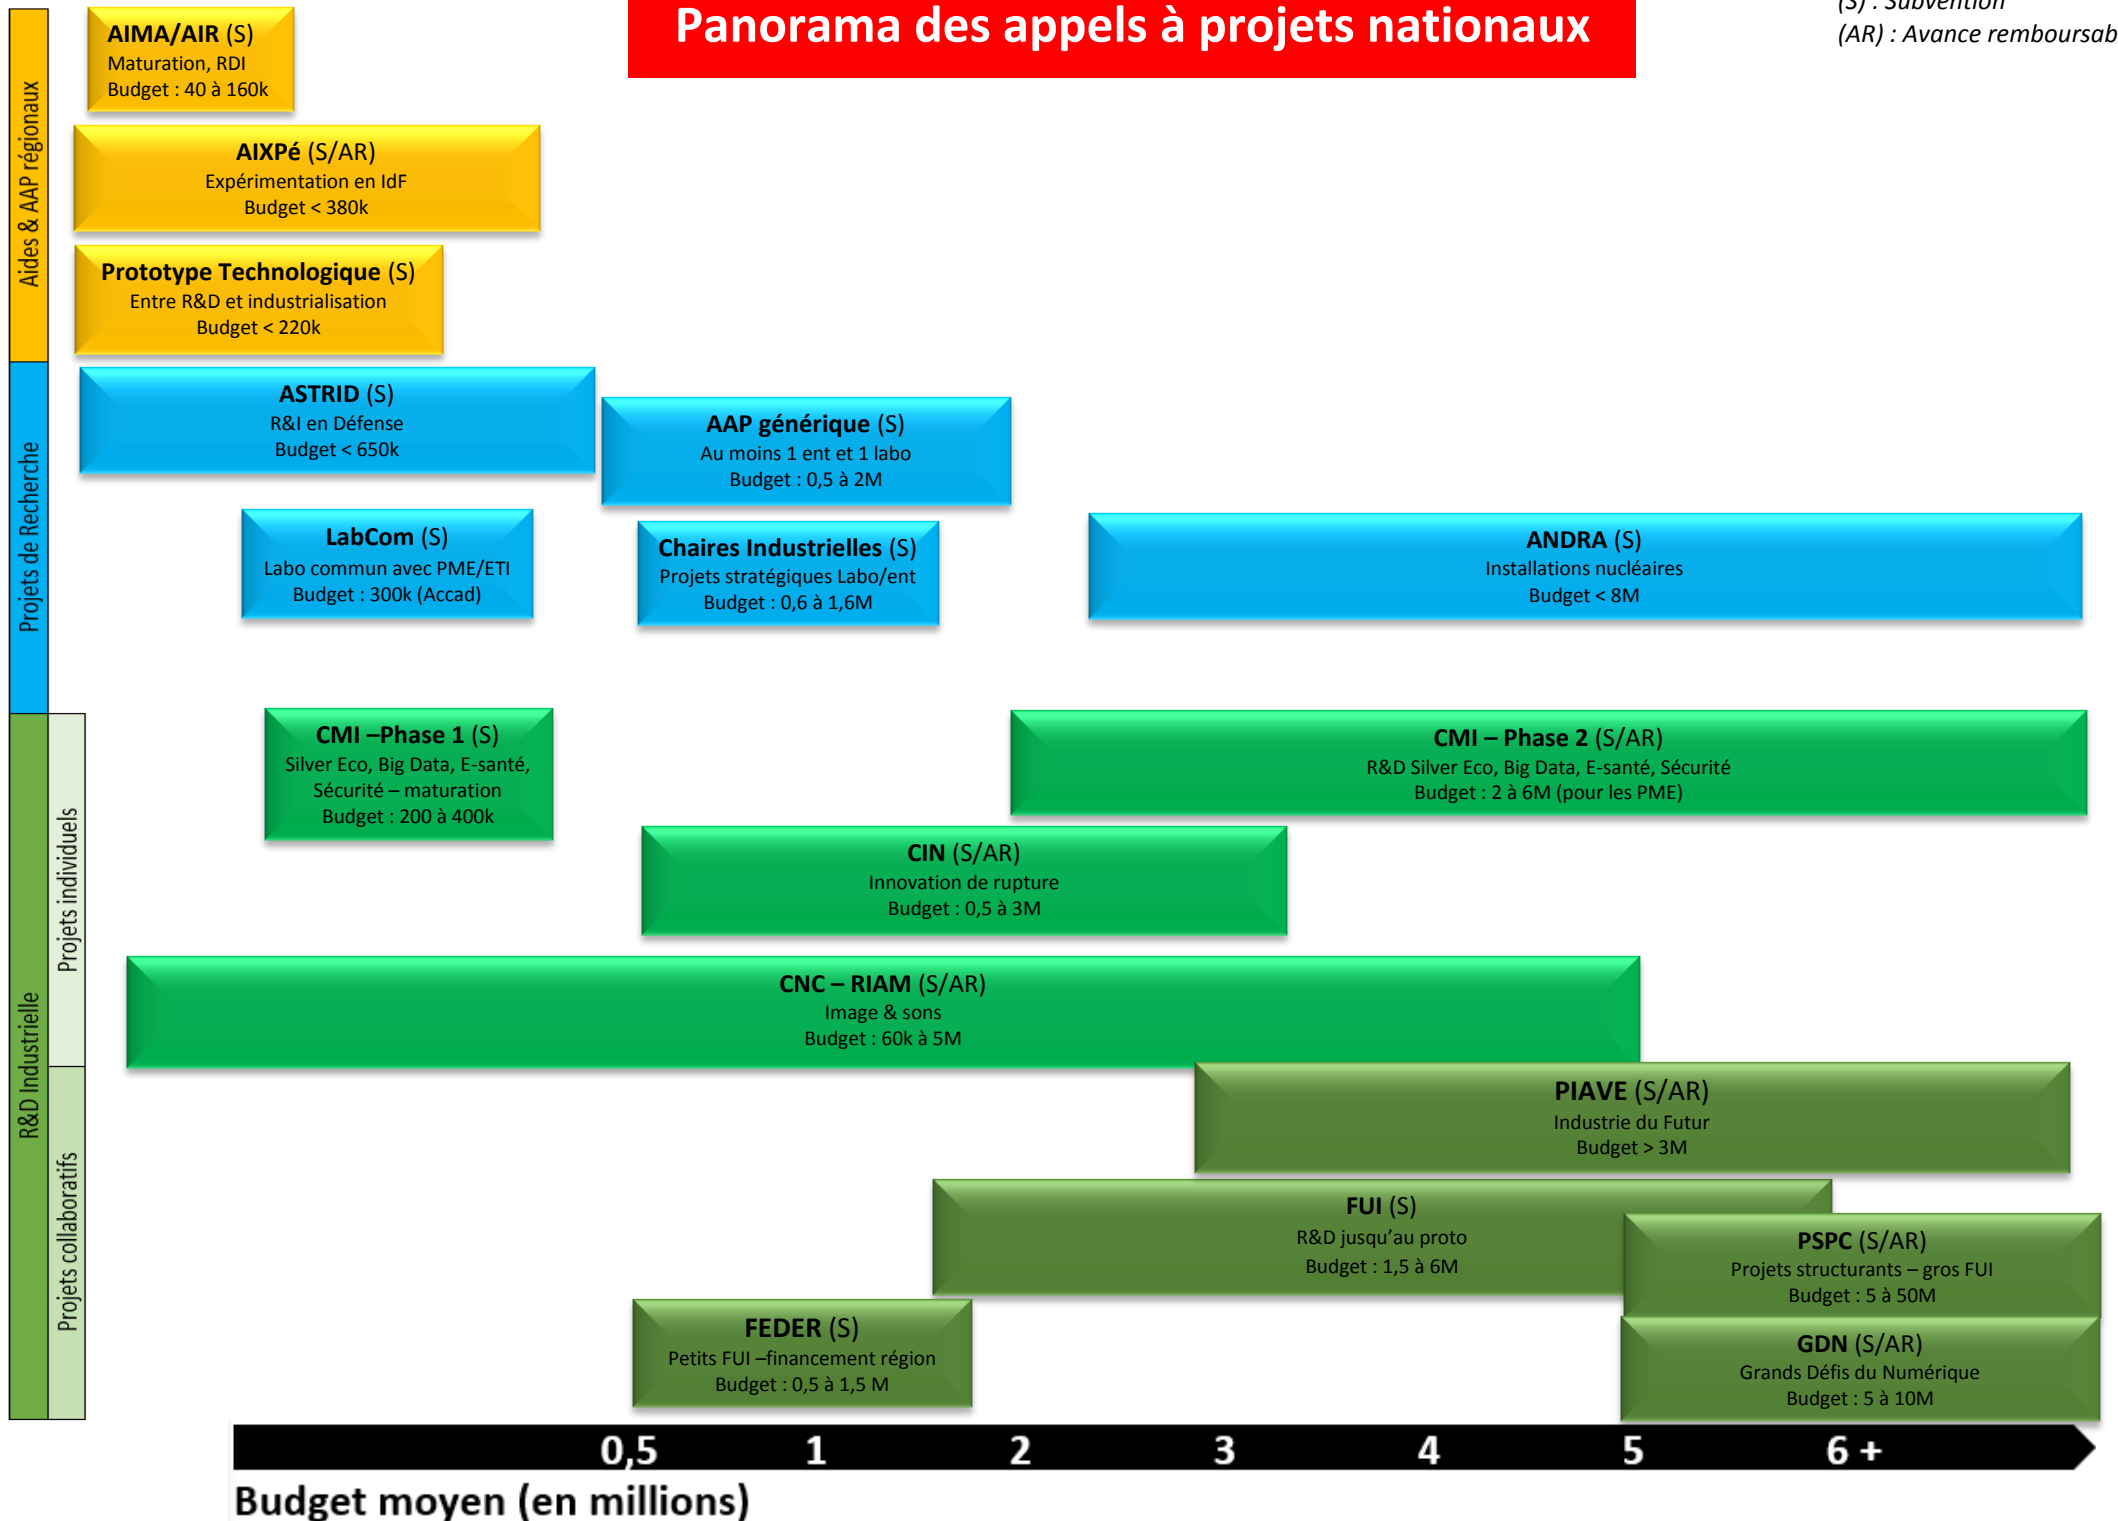 Panorama des appels à projets nationaux
(S) : Subvention
(AR) : Avance remboursab
Aides & AAP régionaux
AIMA/AIR (S)
Maturation, RDI
Budget : 40 à 160k
AIXPé (S/AR)
Expérimentation en IdF
Budget < 380k
Prototype Technologique (S)
Entre R&D et industrialisation
Budget < 220k
Projets de Recherche
ASTRID (S)
R&I en Défense
Budget < 650k
AAP générique (S)
Au moins 1 ent et 1 labo
Budget : 0,5 à 2M
LabCom (S)
Labo commun avec PME/ETI
Budget : 300k (Accad)
Chaires Industrielles (S)
Projets stratégiques Labo/ent
Budget : 0,6 à 1,6M
ANDRA (S)
Installations nucléaires
Budget < 8M
R&D Industrielle
Projets individuels
CMI –Phase 1 (S)
Silver Eco, Big Data, E-santé,
Sécurité – maturation
Budget : 200 à 400k
CMI – Phase 2 (S/AR)
R&D Silver Eco, Big Data, E-santé, Sécurité
Budget : 2 à 6M (pour les PME)
CIN (S/AR)
Innovation de rupture
Budget : 0,5 à 3M
CNC – RIAM (S/AR)
Image & sons
Budget : 60k à 5M
Projets collaboratifs
PIAVE (S/AR)
Industrie du Futur
Budget > 3M
FUI (S)
R&D jusqu'au proto
Budget : 1,5 à 6M
PSPC (S/AR)
Projets structurants – gros FUI
Budget : 5 à 50M
FEDER (S)
Petits FUI –financement région
Budget : 0,5 à 1,5 M
GDN (S/AR)
Grands Défis du Numérique
Budget : 5 à 10M
0,5 1 2 3 4 5 6 +
Budget moyen (en millions)